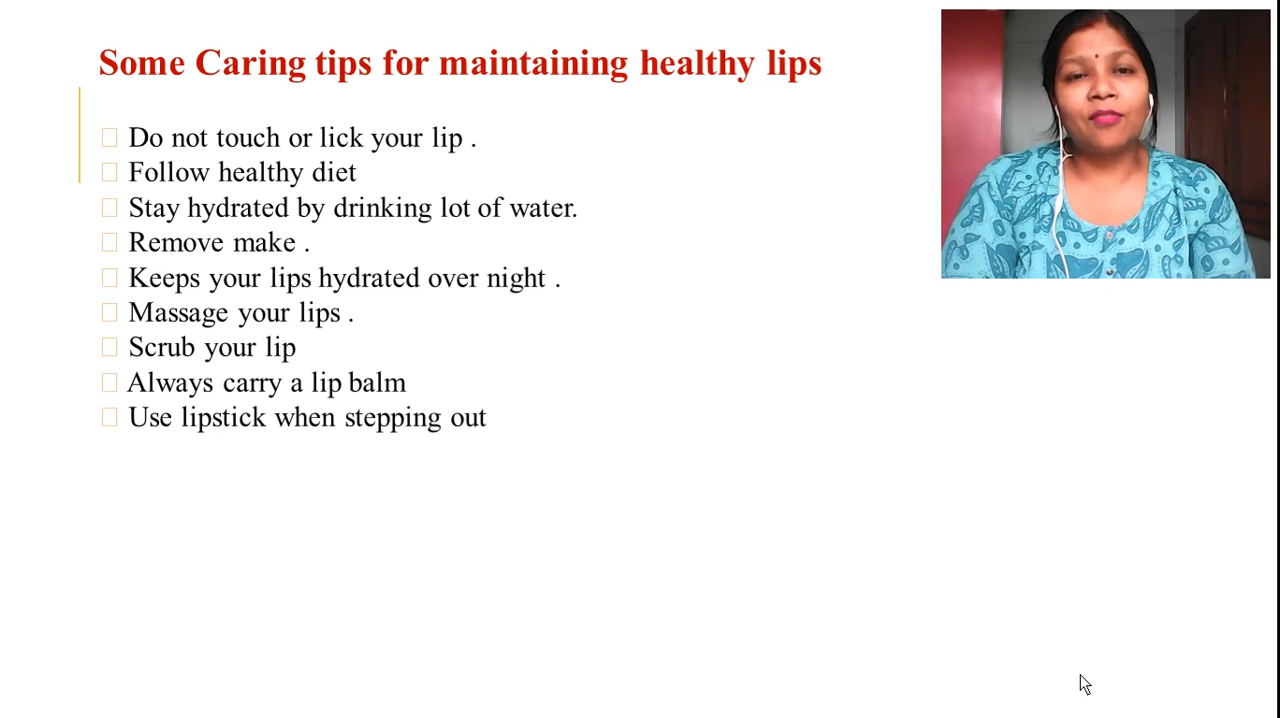 Some Caring tips for maintaining healthy lips
Do not touch or lick your lip .
Follow healthy diet
Stay hydrated by drinking lot of water.
Remove make .
Keeps your lips hydrated over night .
Massage your lips .
Scrub your lip
Always carry a lip balm
Use lipstick when stepping out